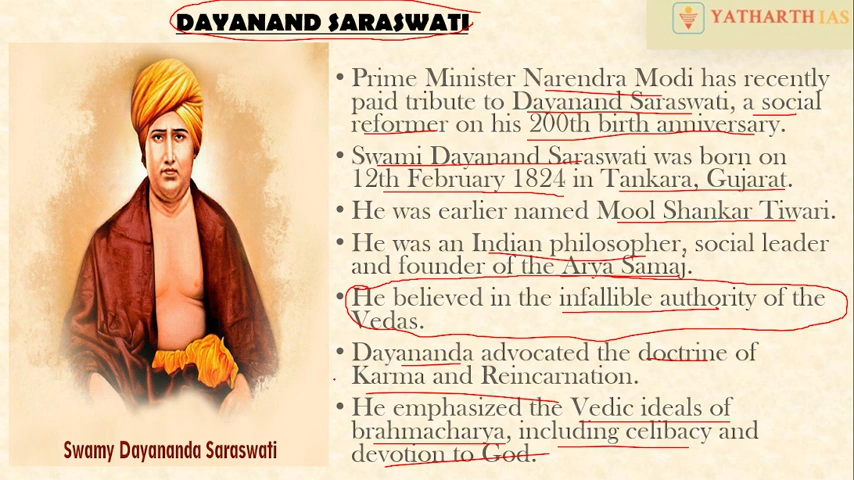 DAYANAND SARASWATI
YATHARTH IAS
• Prime Minister Narendra Modi has recently
paid tribute to Dayanand Saraswati, a social
reformer on his 200th birth anniversary.
• Swami Dayanand Saraswati was born on
12th February 1824 in Tankara, Gujarat.
• He was earlier named Mool Shankar Tiwari.
• He was an Indian philosopher, social leader
and founder of the Arya Samaj.
• He believed in the infallible authority of the
Vedas.
• Dayananda advocated the doctrine of
Karma and Reincarnation.
• He emphasized the Vedic ideals of
brahmacharya, including celibacy and
devotion to God.
Swamy Dayananda Saraswati